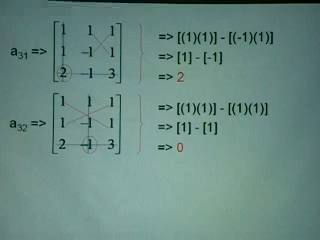 a31 => [1 1 1
1 -1 1
2 -1 3]
=> [(1)(1)] - [(-1)(1)]
=> [1] - [-1]
=> 2
a32 => [1 1 1
1 -1 1
2 -1 3]
=> [(1)(1)] - [(1)(1)]
=> [1] - [1]
=> 0